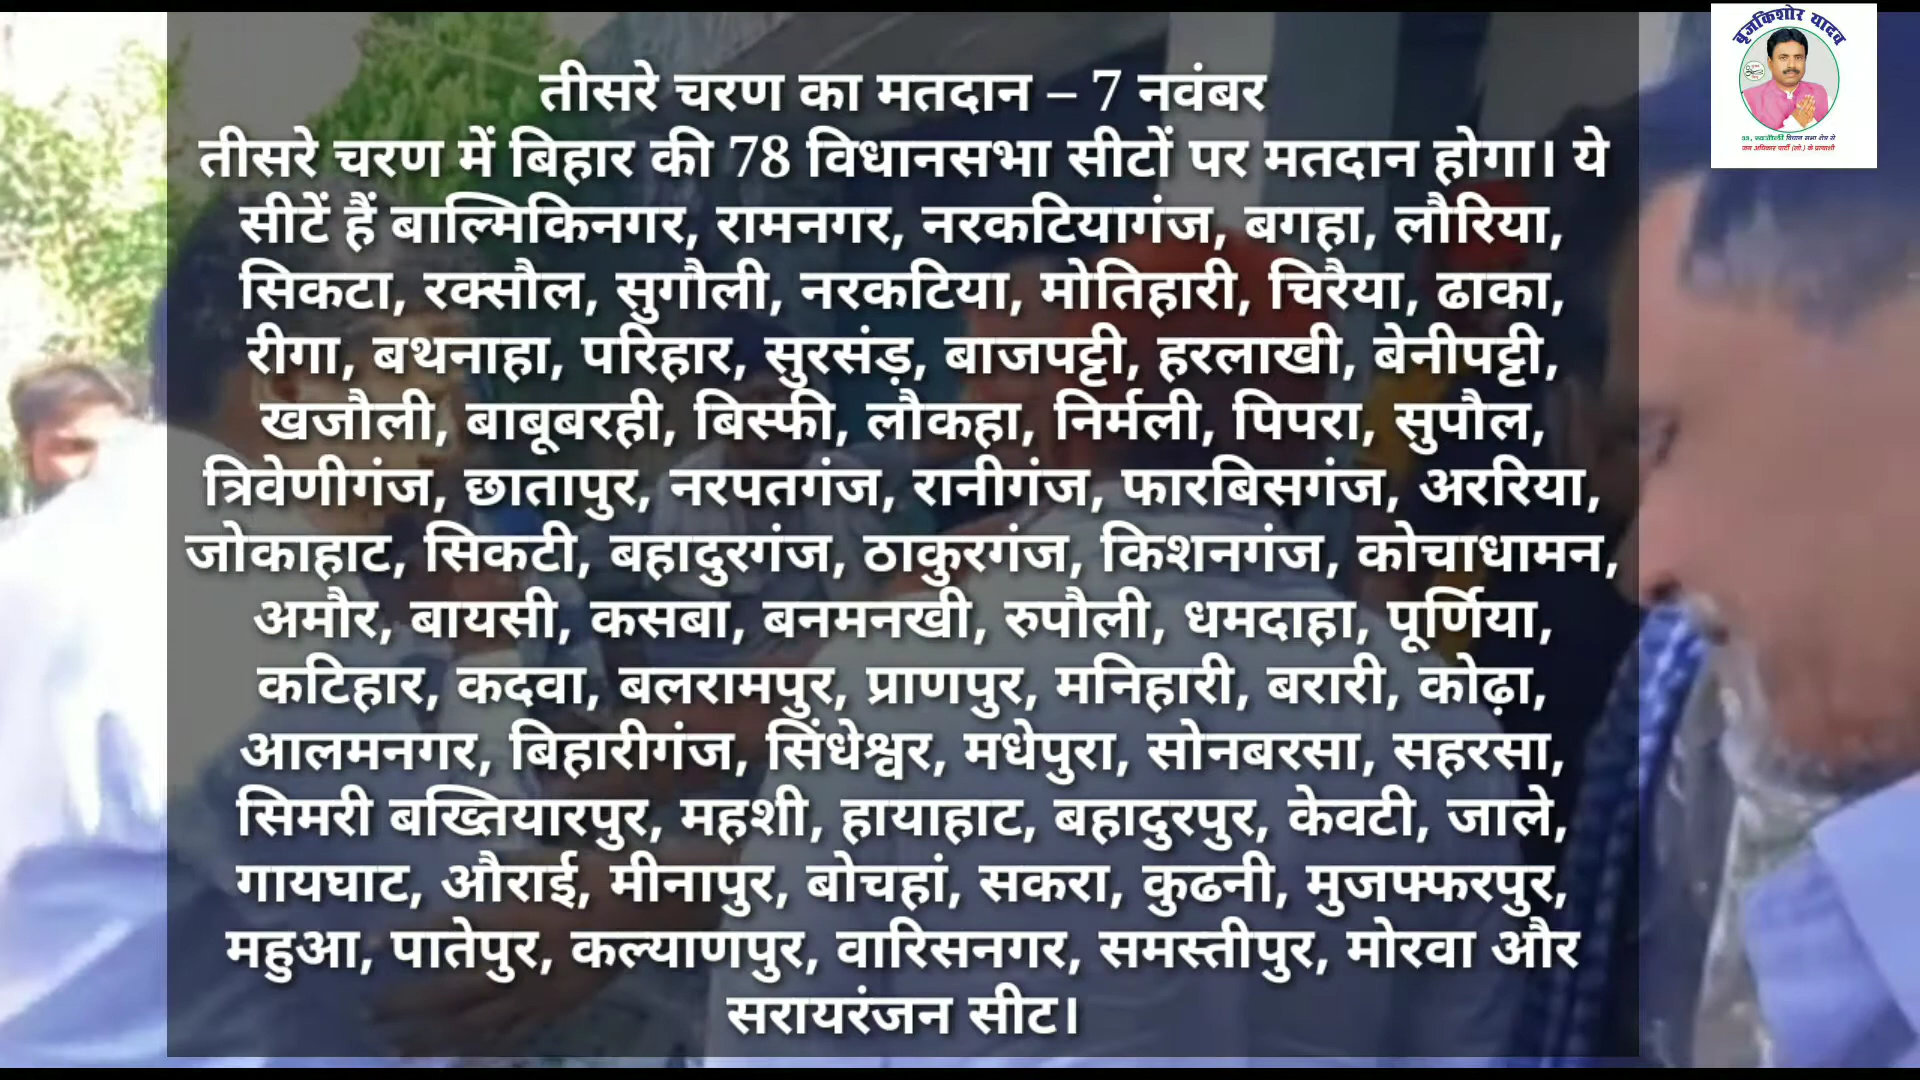 तीसरे चरण का मतदान – 7 नवंबर
तीसरे चरण में बिहार की 78 विधानसभा सीटों पर मतदान होगा। ये
सीटें हैं बाल्मिकिनगर, रामनगर, नरकटियागंज, बगहा, लौरिया,
सिकटा, रक्सौल, सुगौली, नरकटिया, मोतिहारी, चिरैया, ढाका,
रीगा, बथनाहा, परिहार, सुरसंड़, बाजपट्टी, हरलाखी, बेनीपट्टी,
खजौली, बाबूबरही, बिस्फी, लौकहा, निर्मली, पिपरा, सुपौल,
त्रिवेणीगंज, छातापुर, नरपतगंज, रानीगंज, फारबिसगंज, अररिया,
जोकाहाट, सिकटी, बहादुरगंज, ठाकुरगंज, किशनगंज, कोचाधामन,
अमौर, बायसी, कसबा, बनमनखी, रुपौली, धमदाहा, पूर्णिया,
कटिहार, कदवा, बलरामपुर, प्राणपुर, मनिहारी, बरारी, कोढ़ा,
आलमनगर, बिहारीगंज, सिंधेश्वर, मधेपुरा, सोनबरसा, सहरसा,
सिमरी बख्तियारपुर, महशी, हायाहाट, बहादुरपुर, केवटी, जाले,
गायघाट, औराई, मीनापुर, बोचहां, सकरा, कुढनी, मुजफ्फरपुर,
महुआ, पातेपुर, कल्याणपुर, वारिसनगर, समस्तीपुर, मोरवा और
सरायरंजन सीट।
बृजकिशोर यादव
विधान सभा क्षेत्र से
जन अधिकार पार्टी (लो.) के प्रत्याशी